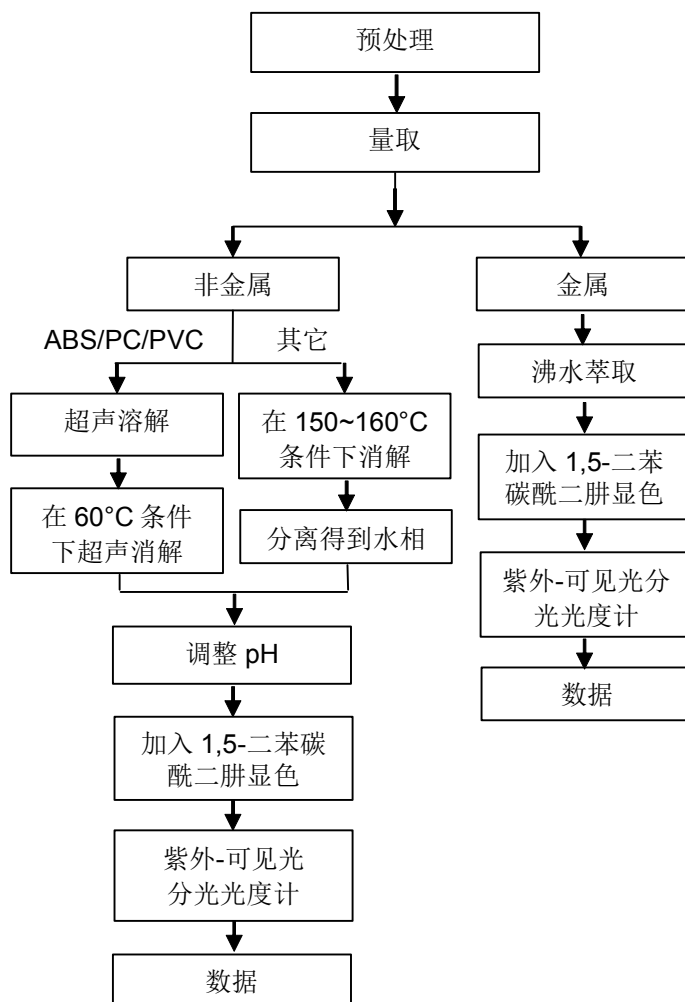 预处理
量取
非金属
金属
ABS/PC/PVC
其它
沸水萃取
超声溶解
在 150~160°C
条件下消解
加入 1,5-二苯
碳酰二肼显色
在 60°C 条件
下超声消解
分离得到水相
紫外-可见光分
光光度计
调整 pH
数据
加入 1,5-二苯碳
酰二肼显色
紫外-可见光
分光光度计
数据